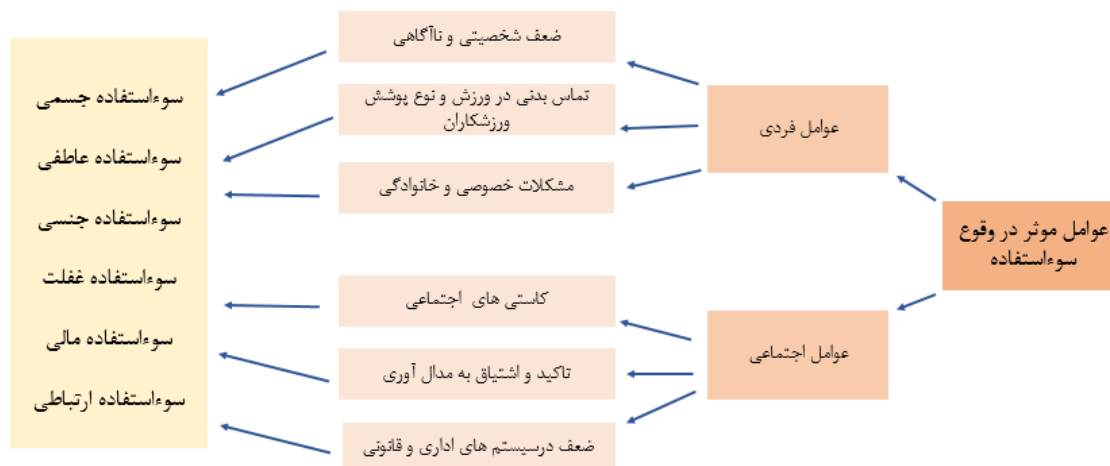 عوامل موثر در وقوع
سوءاستفاده
عوامل فردی
عوامل اجتماعی
ضعف شخصیتی و ناآگاهی
تماس بدنی در ورزش و نوع پوشش
ورزشکاران
مشکلات خصوصی و خانوادگی
کاستی های اجتماعی
تاکید و اشتیاق به مدال آوری
ضعف درسیستم های اداری و قانونی
سوءاستفاده جسمی
سوءاستفاده عاطفی
سوءاستفاده جنسی
سوءاستفاده غفلت
سوءاستفاده مالی
سوءاستفاده ارتباطی